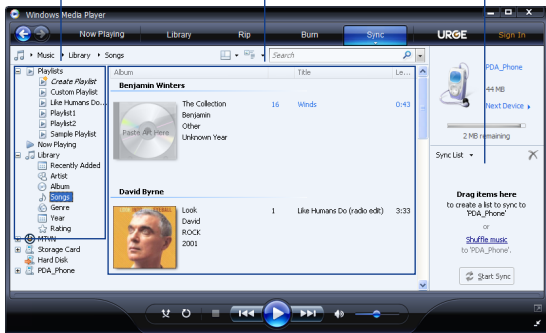 Windows Media Player
Now Playing Library Rip Burn Sync URGE Sign In
Music Library Songs Search
Playlists
Create Playlist
Custom Playlist
Like Humans Do...
Playlist1
Playlist2
Sample Playlist
Now Playing
Library
Recently Added
Artist
Album
Songs
Genre
Year
Rating
MTVN
Storage Card
Hard Disk
PDA_Phone
Album Title Le...
Benjamin Winters
Paste Art Here
The Collection 16 Winds 0:43
Benjamin
Other
Unknown Year
David Byrne
Look 1 Like Humans Do (radio edit) 3:33
David
ROCK
2001
PDA_Phone
44 MB
Next Device
2 MB remaining
Sync List
Drag items here
to create a list to sync to
'PDA_Phone'
or
Shuffle music
to 'PDA_Phone'.
Start Sync